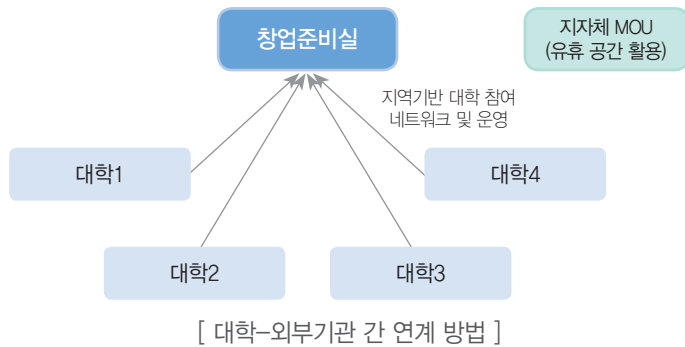 창업준비실
지자체 MOU
(유휴 공간 활용)
지역기반 대학 참여
네트워크 및 운영
대학1
대학4
대학2
대학3
[ 대학-외부기관 간 연계 방법 ]